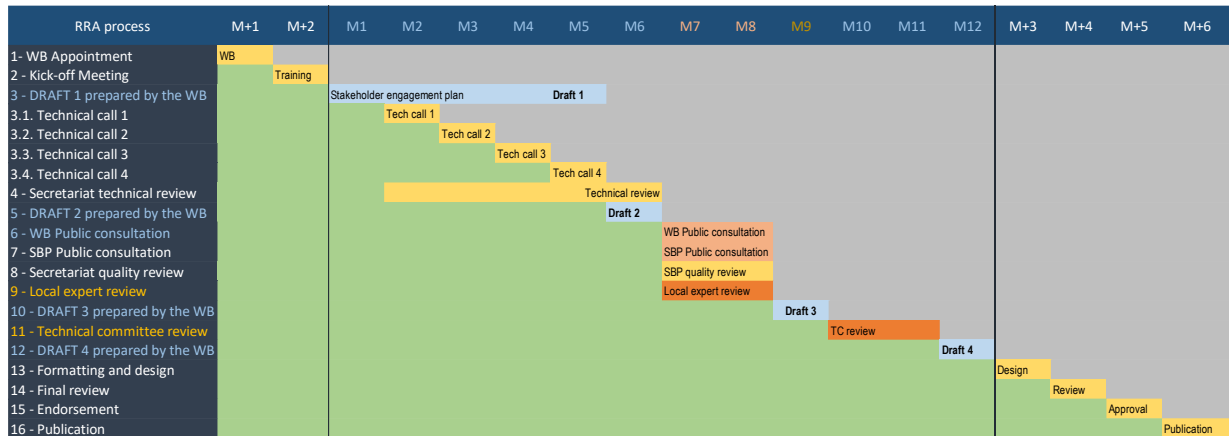 RRA process M+1 M+2 M1 M2 M3 M4 M5 M6 M7 M8 M9 M10 M11 M12 M+3 M+4 M+5 M+6
1- WB Appointment WB
2 - Kick-off Meeting Training
3 - DRAFT 1 prepared by the WB Stakeholder engagement plan Draft 1
3.1. Technical call 1 Tech call 1
3.2. Technical call 2 Tech call 2
3.3. Technical call 3 Tech call 3
3.4. Technical call 4 Tech call 4
4 - Secretariat technical review Technical review
5 - DRAFT 2 prepared by the WB Draft 2
6 - WB Public consultation WB Public consultation
7 - SBP Public consultation SBP Public consultation
8 - Secretariat quality review SBP quality review
9 - Local expert review Local expert review
10 - DRAFT 3 prepared by the WB Draft 3
11 - Technical committee review TC review
12 - DRAFT 4 prepared by the WB Draft 4
13 - Formatting and design Design
14 - Final review Review
15 - Endorsement Approval
16 - Publication Publication